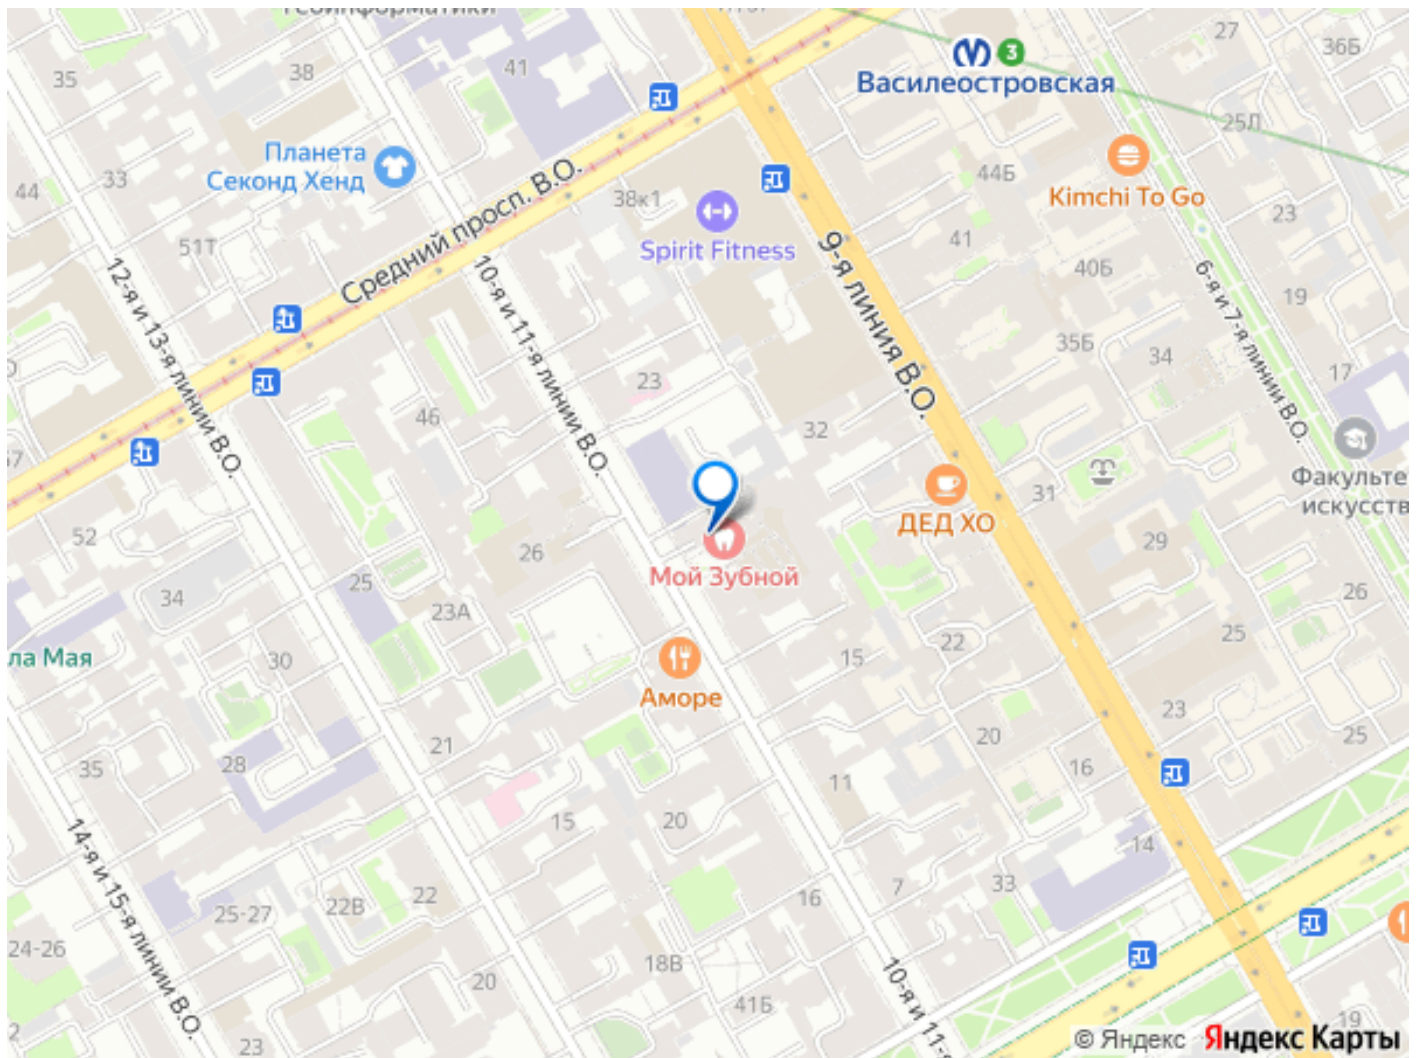 Геоинформатики
41
38
35
Василеостровская
3
27
36Б
25Л
Планета
Секонд Хенд
33
44
51Т
38к1
Spirit Fitness
Kimchi To Go
44Б
23
41
40Б
19
Средний просп. В.О.
9-я линия В.О.
6-я и 7-я линии В.О.
12-я и 13-я линии В.О.
10-я и 11-я линии В.О.
35Б
34
17
23
46
32
Факульте
искусств
31
ДЕД ХО
29
52
26
Мой Зубной
34
25
23А
26
25
22
ла Мая
30
15
Аморе
23
20
25
21
28
35
16
11
15
20
14
14-я и 15-я линии В.О.
33
7
16
22
22В
25-27
24-26
18В
20
41Б
10-я и 11-я
23
19
© Яндекс Яндекс Карты